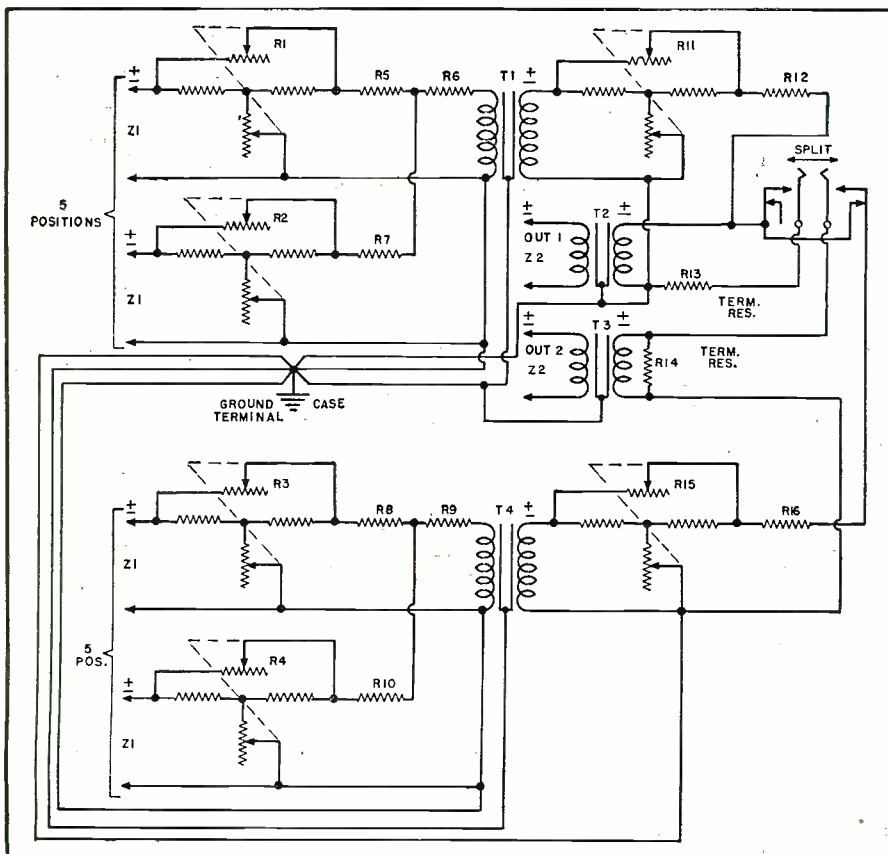 ±
R1
R5
R6
T1
±
R11
R12
Z1
SPLIT
5
POSITIONS
±
R2
R7
±
OUT 1
Z2
T2
±
R13
TERM.
RES.
Z1
±
OUT 2
Z2
T3
±
R14
TERM.
RES.
GROUND
TERMINAL
CASE
±
R3
R8
R9
T4
±
R15
R16
Z1
5
POS.
±
R4
R10
Z1